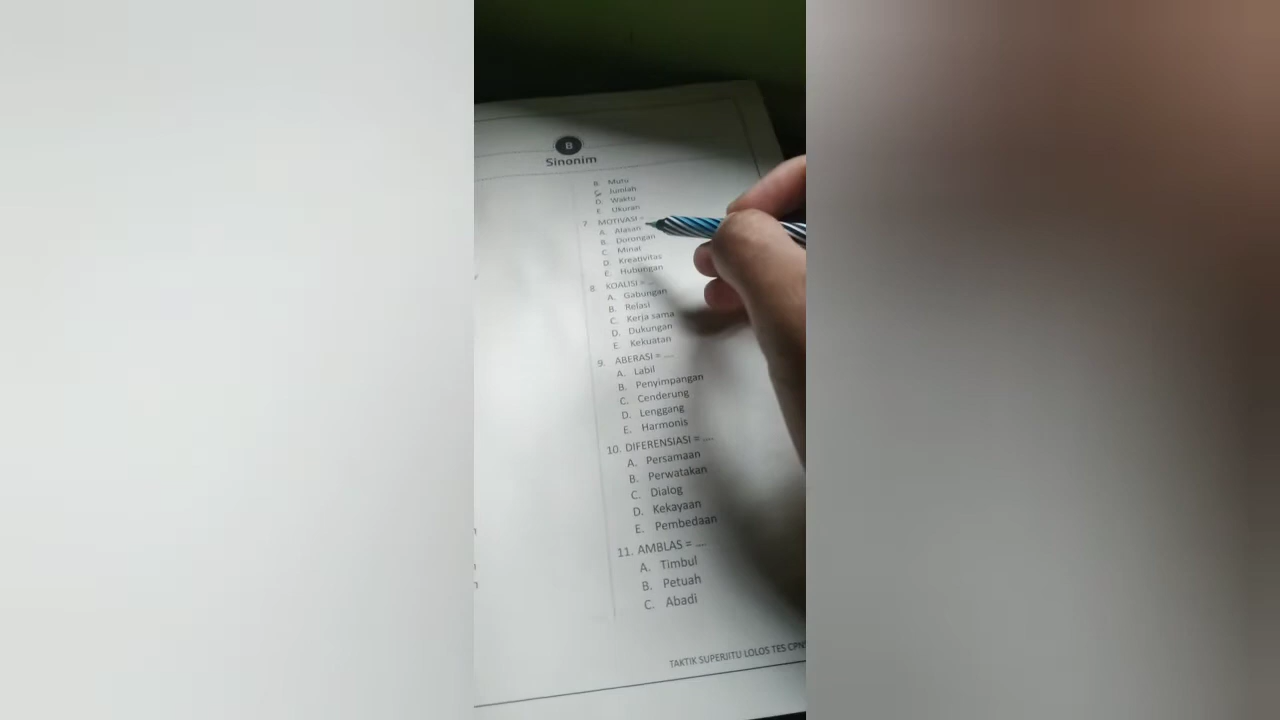 B
Sinonim
B. Mutu
C. Jumlah
D. Waktu
E. Ukuran
7 MOTIVASI =
A. Alasan
B. Dorongan
C. Minat
D. Kreativitas
E. Hubungan
8. KOALISI = ....
A. Gabungan
B. Relasi
C. Kerja sama
D. Dukungan
E. Kekuatan
9. ABERASI = ....
A. Labil
B. Penyimpangan
C. Cenderung
D. Lenggang
E. Harmonis
10. DIFERENSIASI = ....
A. Persamaan
B. Perwatakan
C. Dialog
D. Kekayaan
E. Pembedaan
11. AMBLAS = ....
A. Timbul
B. Petuah
C. Abadi
TAKTIK SUPERJITU LOLOS TES CPNS